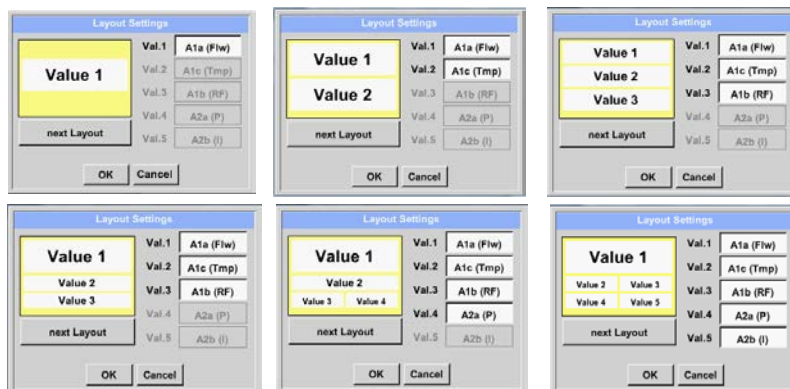 Layout Settings
Value 1
next Layout
Val.1 A1a (Flw)
Val.2 A1c (Tmp)
Val.3 A1b (RF)
Val.4 A2a (P)
Val.5 A2b (I)
OK Cancel
Layout Settings
Value 1
Value 2
next Layout
Val.1 A1a (Flw)
Val.2 A1c (Tmp)
Val.3 A1b (RF)
Val.4 A2a (P)
Val.5 A2b (I)
OK Cancel
Layout Settings
Value 1
Value 2
Value 3
next Layout
Val.1 A1a (Flw)
Val.2 A1c (Tmp)
Val.3 A1b (RF)
Val.4 A2a (P)
Val.5 A2b (I)
OK Cancel
Layout Settings
Value 1
Value 2
Value 3
next Layout
Val.1 A1a (Flw)
Val.2 A1c (Tmp)
Val.3 A1b (RF)
Val.4 A2a (P)
Val.5 A2b (I)
OK Cancel
Layout Settings
Value 1
Value 2
Value 3 Value 4
next Layout
Val.1 A1a (Flw)
Val.2 A1c (Tmp)
Val.3 A1b (RF)
Val.4 A2a (P)
Val.5 A2b (I)
OK Cancel
Layout Settings
Value 1
Value 2 Value 3
Value 4 Value 5
next Layout
Val.1 A1a (Flw)
Val.2 A1c (Tmp)
Val.3 A1b (RF)
Val.4 A2a (P)
Val.5 A2b (I)
OK Cancel